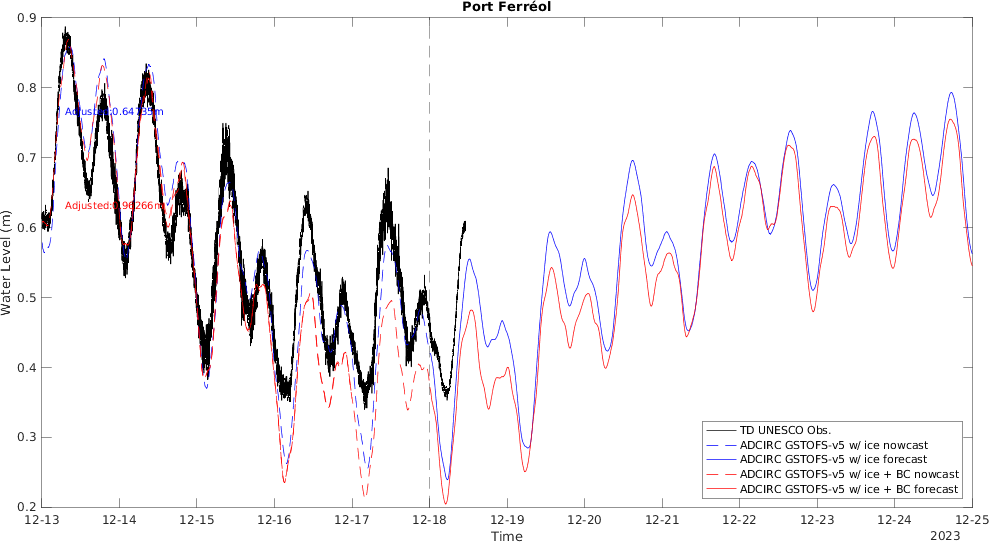 Port Ferréol
0.9
0.8
0.7
0.6
0.5
0.4
0.3
0.2
Water Level (m)
Adjusted:0.64735m
TD UNESCO Obs.
ADCIRC GSTOFS-v5 w/ ice nowcast
ADCIRC GSTOFS-v5 w/ ice forecast
ADCIRC GSTOFS-v5 w/ ice + BC nowcast
ADCIRC GSTOFS-v5 w/ ice + BC forecast
12-13 12-14 12-15 12-16 12-17 12-18 12-19 12-20 12-21 12-22 12-23 12-24 12-25
Time
2023